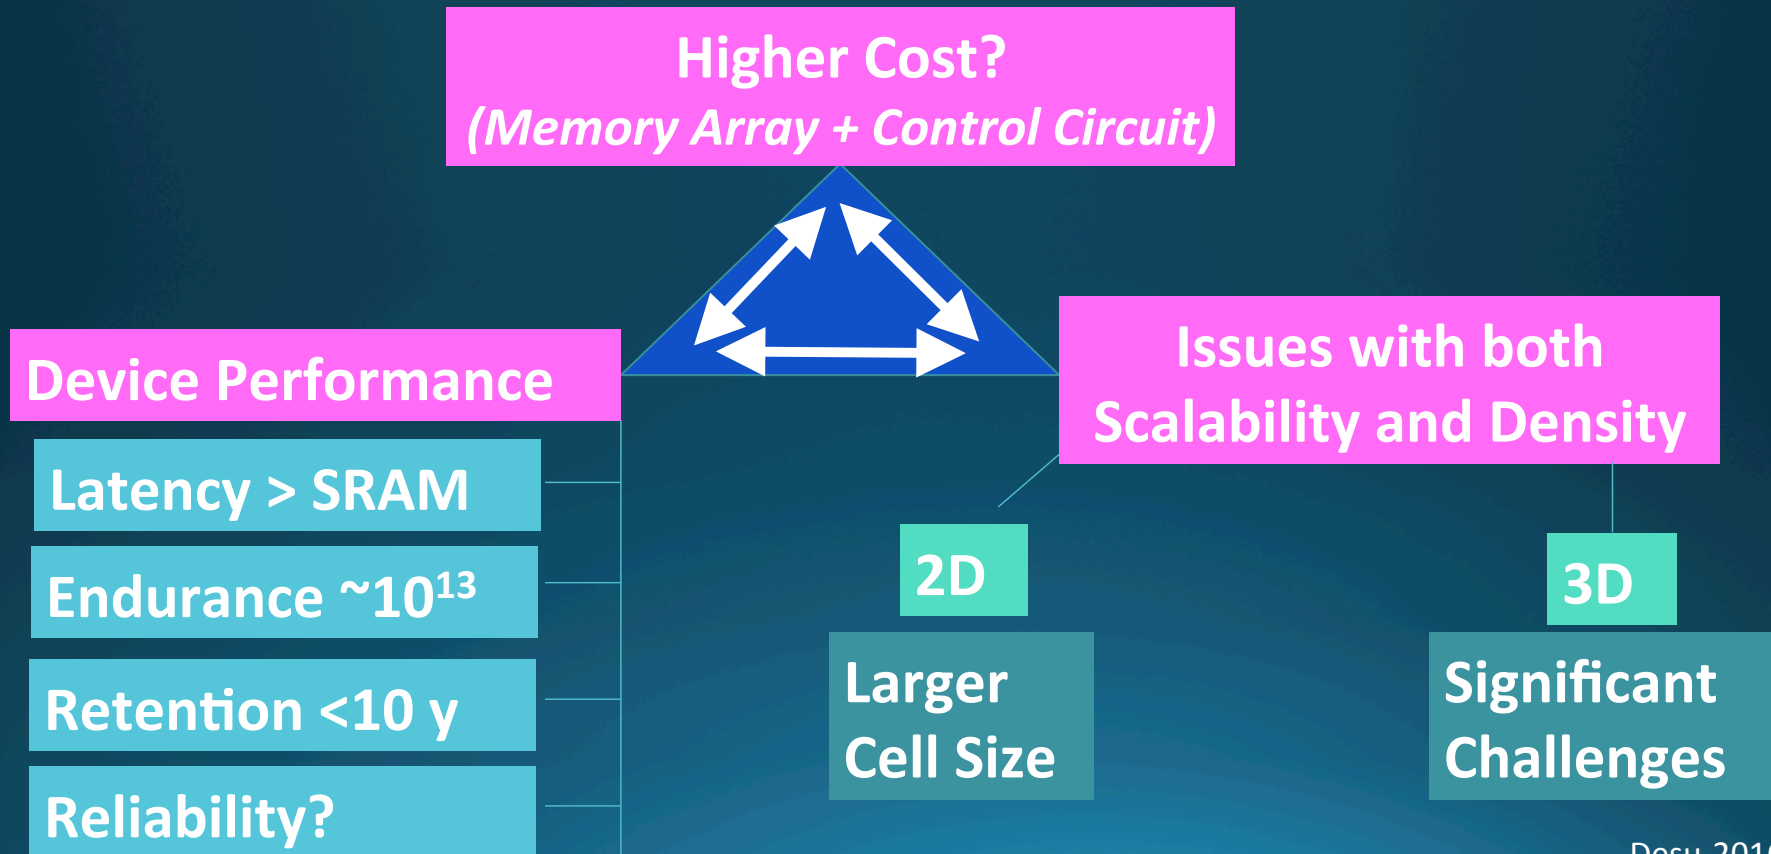 Higher Cost?
(Memory Array + Control Circuit)
Device Performance
Latency > SRAM
Endurance ~10¹³
Retention <10 y
Reliability?
Issues with both
Scalability and Density
2D
Larger
Cell Size
3D
Significant
Challenges